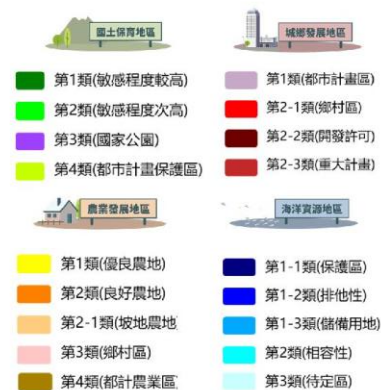 國土保育地區
第1類(敏感程度較高)
第2類(敏感程度次高)
第3類(國家公園)
第4類(都市計畫保護區)
城鄉發展地區
第1類(都市計畫區)
第2-1類(鄉村區)
第2-2類(開發許可)
第2-3類(重大計畫)
農業發展地區
第1類(優良農地)
第2類(良好農地)
第2-1類(坡地農地
第3類(鄉村區)
第4類(都計農業區
海洋資源地區
第1-1類(保護區)
第1-2類(排他性)
第1-3類(儲備用地)
第2類(相容性)
第3類(待定區)